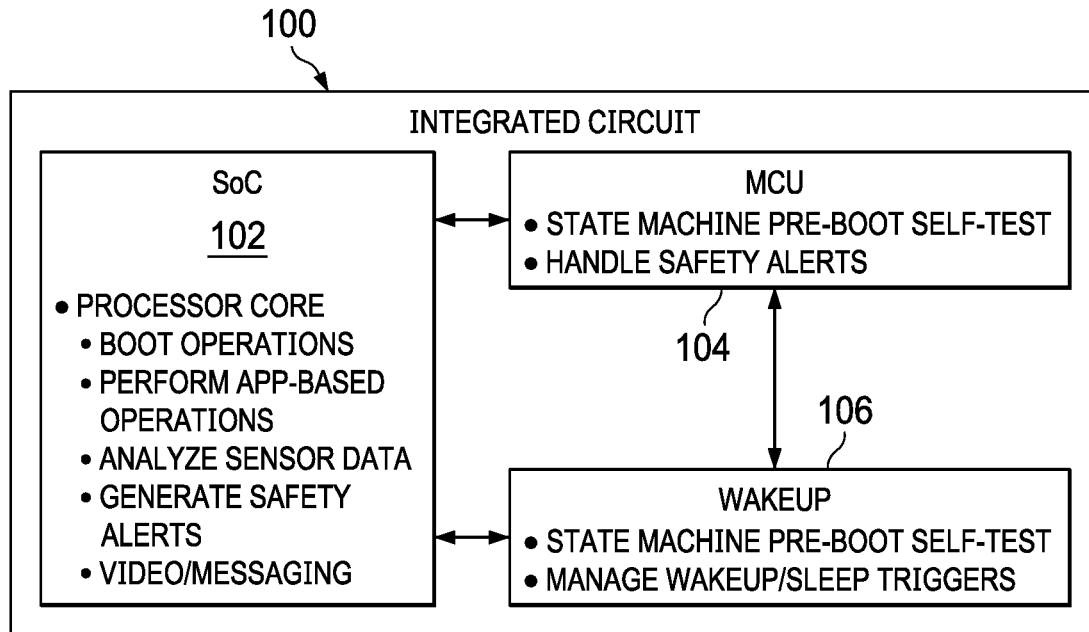 100
INTEGRATED CIRCUIT
SoC
102
● PROCESSOR CORE
• BOOT OPERATIONS
• PERFORM APP-BASED
OPERATIONS
• ANALYZE SENSOR DATA
• GENERATE SAFETY
ALERTS
• VIDEO/MESSAGING
MCU
● STATE MACHINE PRE-BOOT SELF-TEST
● HANDLE SAFETY ALERTS
104
106
WAKEUP
● STATE MACHINE PRE-BOOT SELF-TEST
● MANAGE WAKEUP/SLEEP TRIGGERS